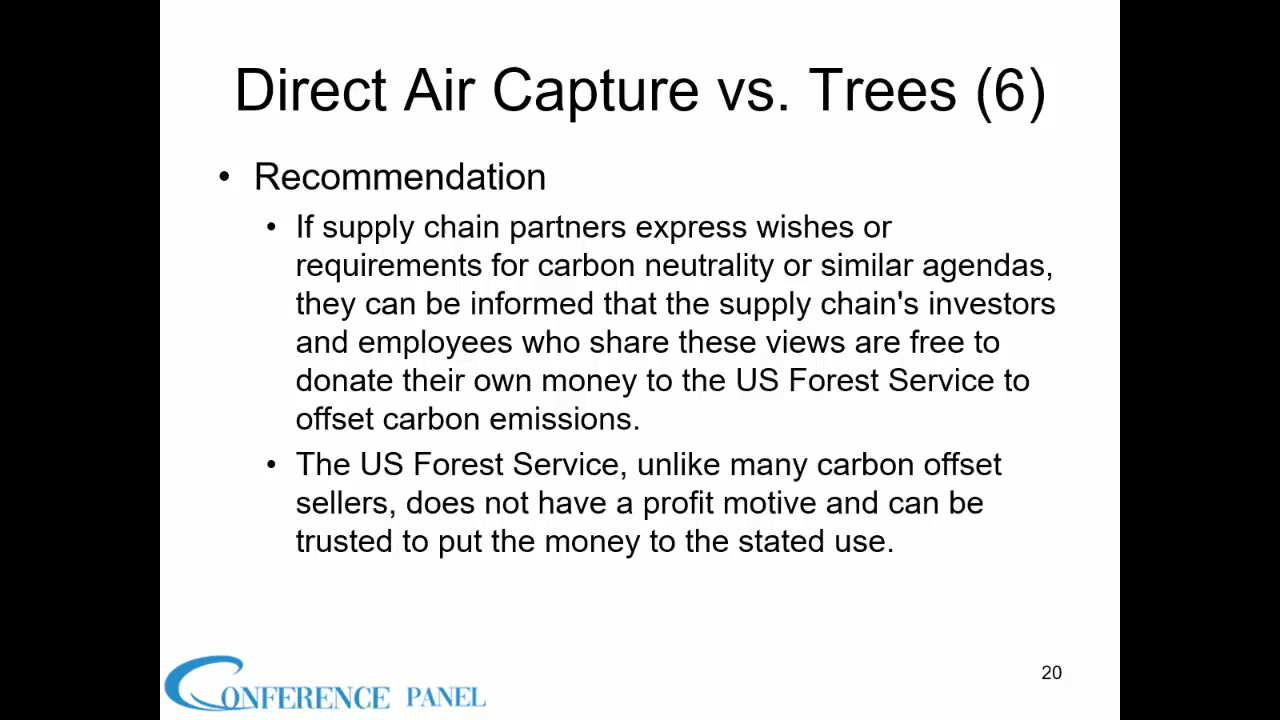 Direct Air Capture vs. Trees (6)
• Recommendation
• If supply chain partners express wishes or
requirements for carbon neutrality or similar agendas,
they can be informed that the supply chain's investors
and employees who share these views are free to
donate their own money to the US Forest Service to
offset carbon emissions.
• The US Forest Service, unlike many carbon offset
sellers, does not have a profit motive and can be
trusted to put the money to the stated use.
CONFERENCE PANEL
20